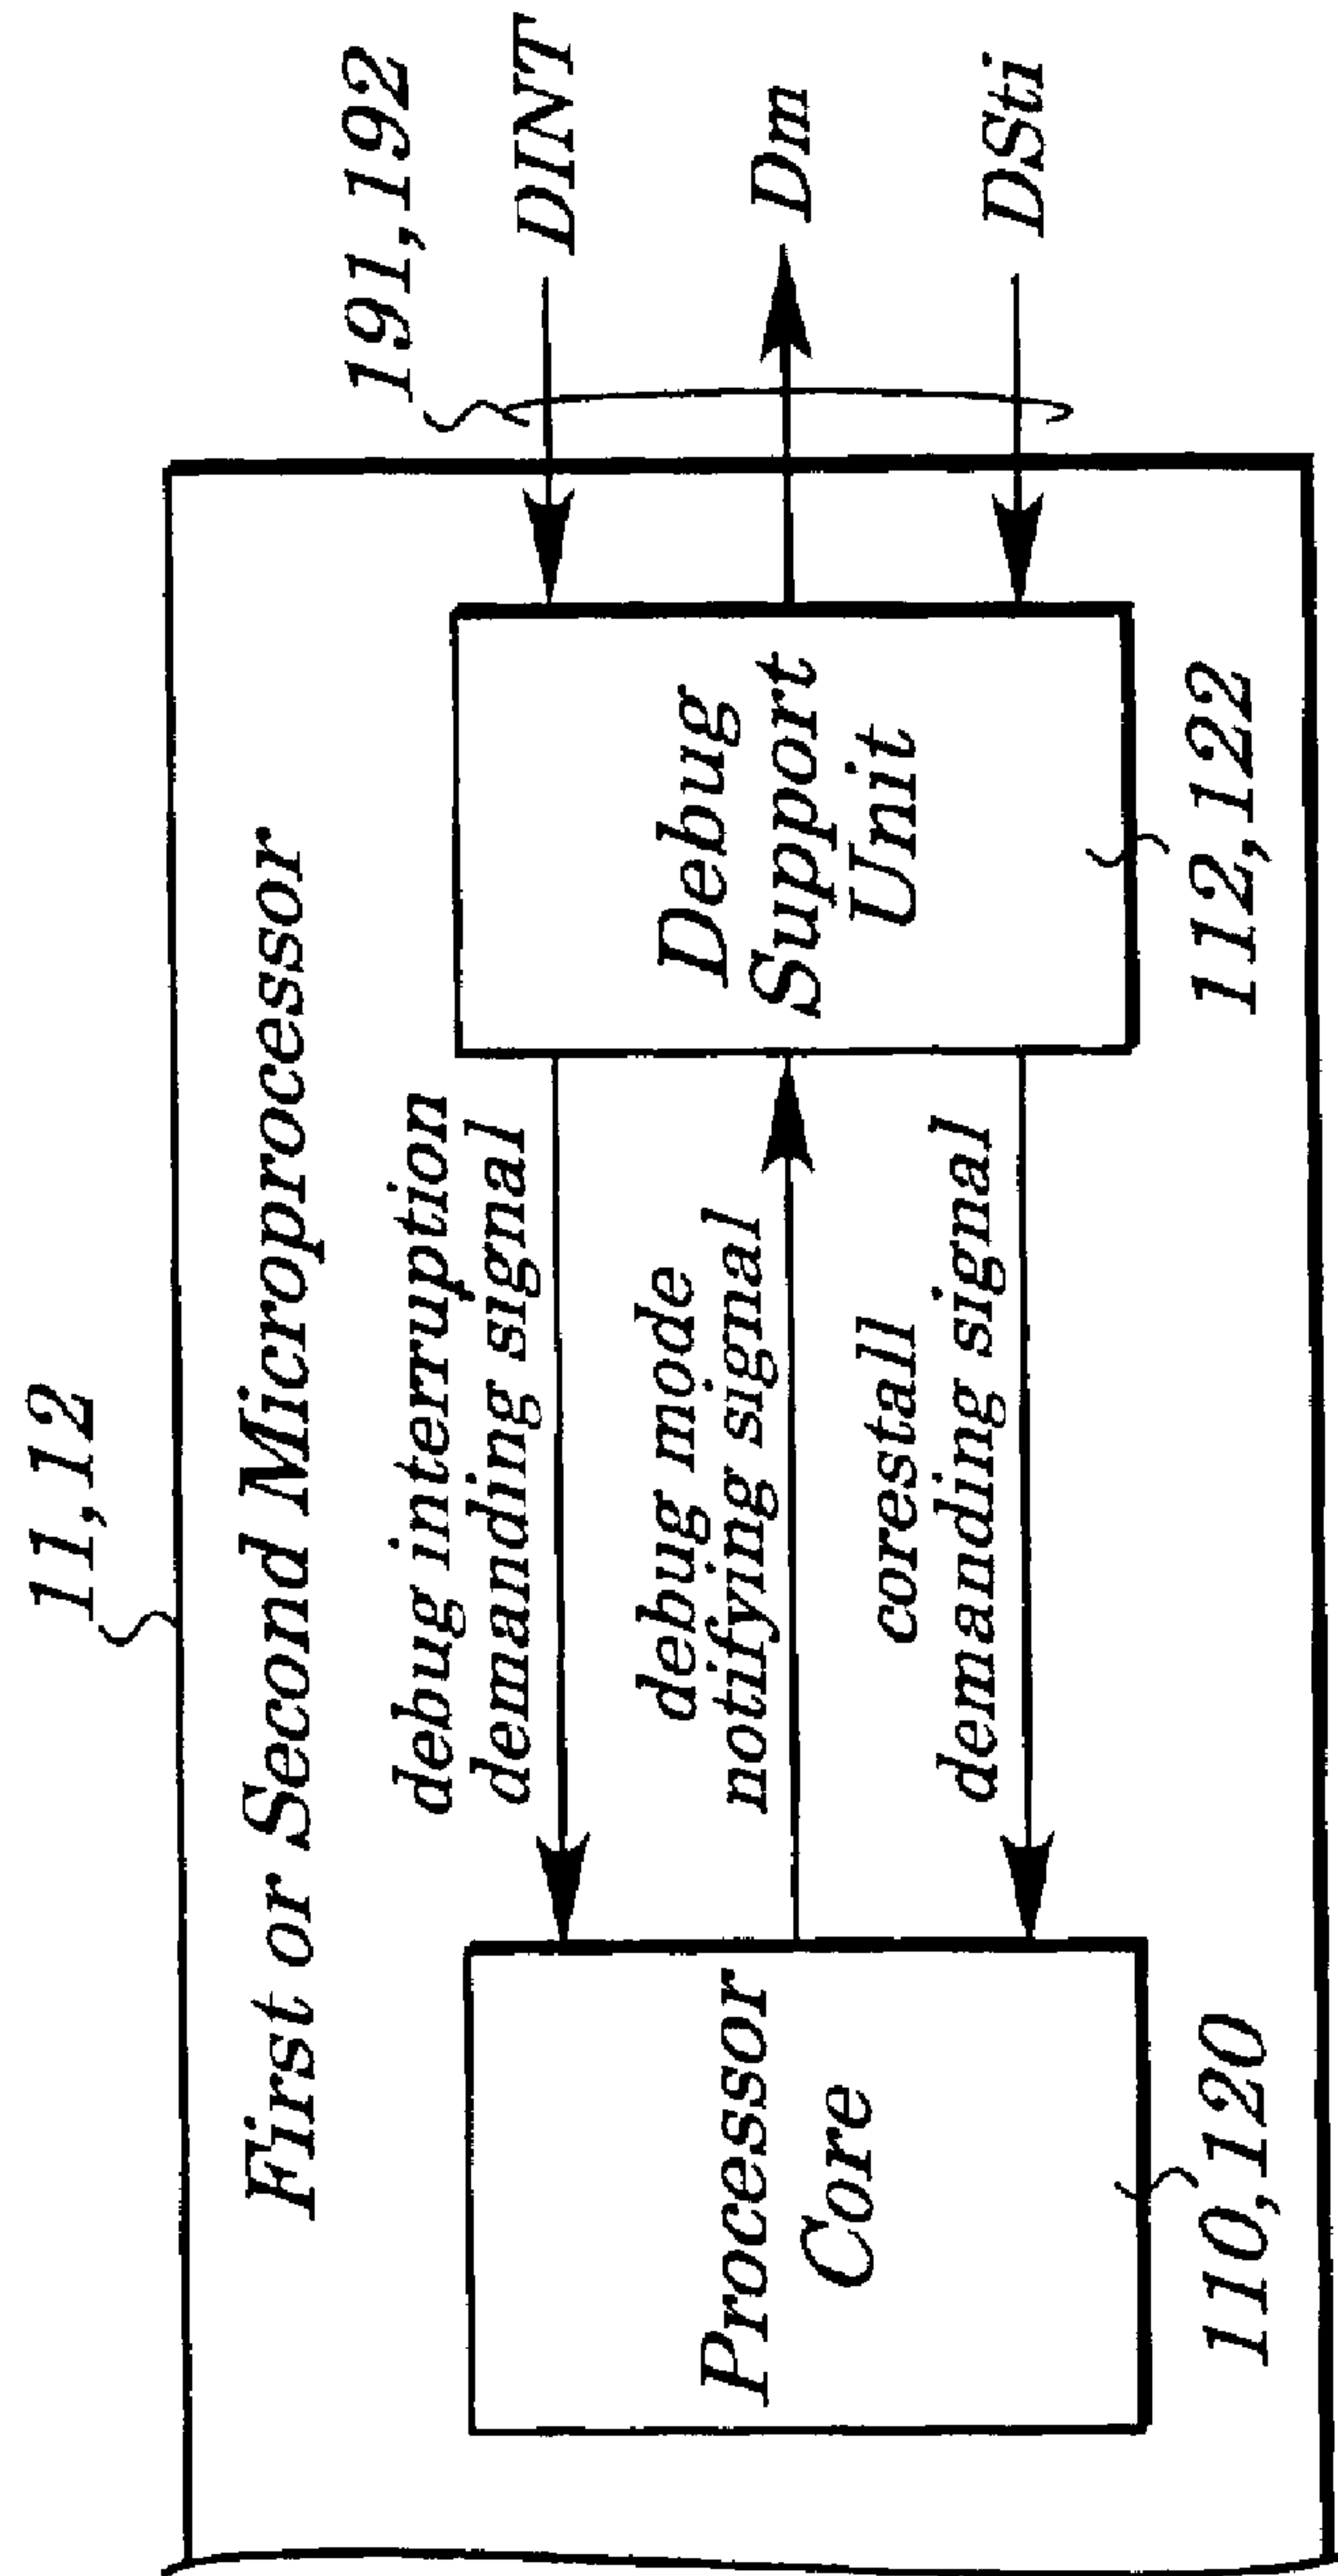 11,12
First or Second Microprocessor
191,192
debug interruption
demanding signal
DINT
debug mode
notifying signal
Dm
corestall
demanding signal
DSti
Processor
Core
Debug
Support
Unit
110,120
112,122